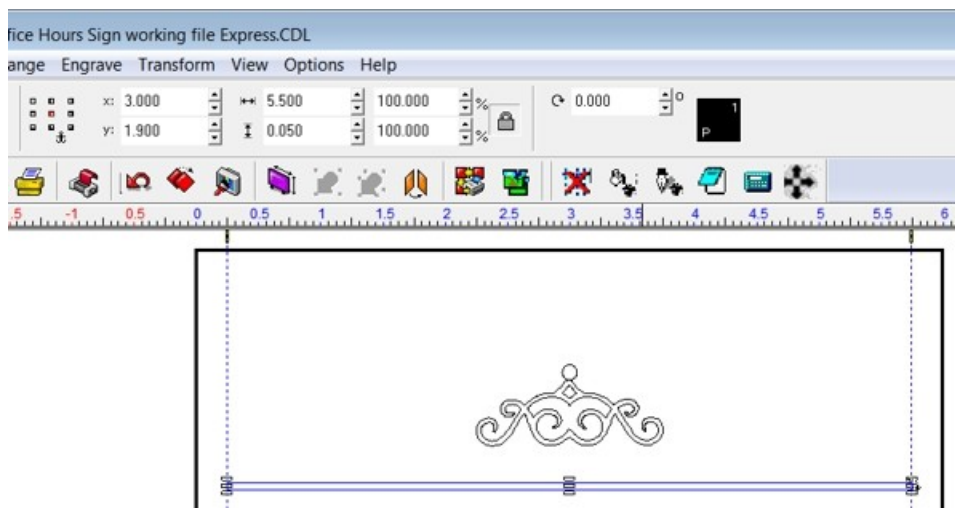 fice Hours Sign working file Express.CDL
ange Engrave Transform View Options Help
x: 3.000 5.500 100.000 % 0.000 °
y: 1.900 0.050 100.000 %
1
P
.5 -1 0.5 0 0.5 1 1.5 2 2.5 3 3.5 4 4.5 5 5.5 6